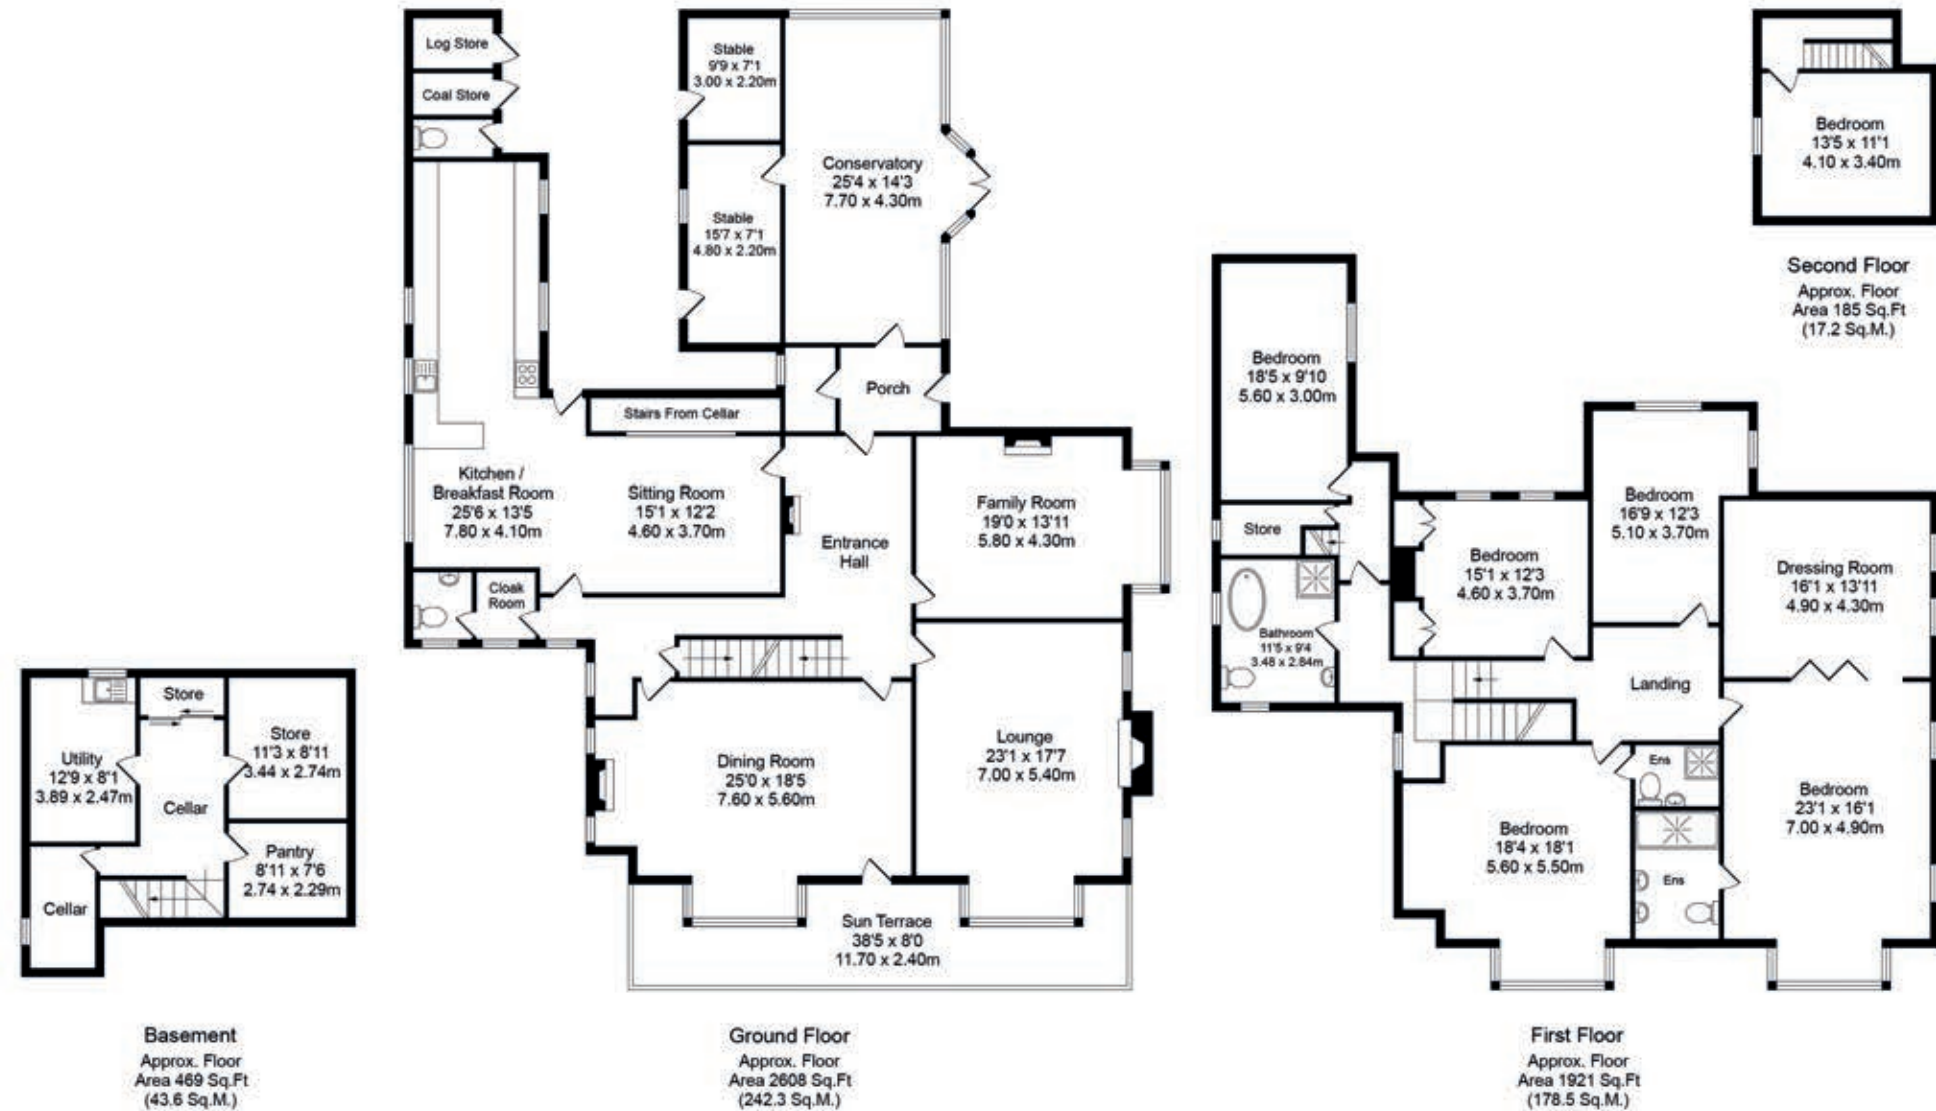 Log Store
Coal Store
Stable
9'9 x 7'1
3.00 x 2.20m
Stable
15'7 x 7'1
4.80 x 2.20m
Conservatory
25'4 x 14'3
7.70 x 4.30m
Porch
Stairs From Cellar
Kitchen /
Breakfast Room
25'6 x 13'5
7.80 x 4.10m
Sitting Room
15'1 x 12'2
4.60 x 3.70m
Entrance
Hall
Family Room
19'0 x 13'11
5.80 x 4.30m
Cloak
Room
Dining Room
25'0 x 18'5
7.60 x 5.60m
Lounge
23'1 x 17'7
7.00 x 5.40m
Sun Terrace
38'5 x 8'0
11.70 x 2.40m
Store
Utility
12'9 x 8'1
3.89 x 2.47m
Store
11'3 x 8'11
3.44 x 2.74m
Cellar
Pantry
8'11 x 7'6
2.74 x 2.29m
Cellar
Bedroom
13'5 x 11'1
4.10 x 3.40m
Second Floor
Approx. Floor
Area 185 Sq.Ft
(17.2 Sq.M.)
Bedroom
18'5 x 9'10
5.60 x 3.00m
Store
Bathroom
11'5 x 9'4
3.48 x 2.84m
Bedroom
15'1 x 12'3
4.60 x 3.70m
Bedroom
16'9 x 12'3
5.10 x 3.70m
Dressing Room
16'1 x 13'11
4.90 x 4.30m
Landing
Ens
Bedroom
18'4 x 18'1
5.60 x 5.50m
Ens
Bedroom
23'1 x 16'1
7.00 x 4.90m
Basement
Approx. Floor
Area 469 Sq.Ft
(43.6 Sq.M.)
Ground Floor
Approx. Floor
Area 2608 Sq.Ft
(242.3 Sq.M.)
First Floor
Approx. Floor
Area 1921 Sq.Ft
(178.5 Sq.M.)